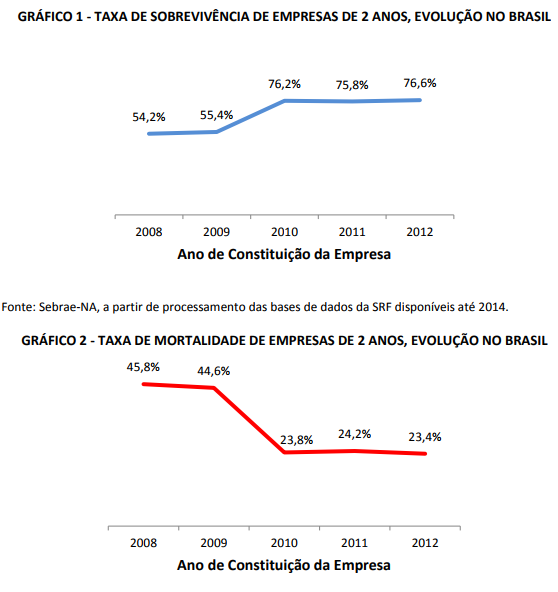 GRÁFICO 1 - TAXA DE SOBREVIVÊNCIA DE EMPRESAS DE 2 ANOS, EVOLUÇÃO NO BRASIL
76,2% 75,8% 76,6%
54,2% 55,4%
2008 2009 2010 2011 2012
Ano de Constituição da Empresa
Fonte: Sebrae-NA, a partir de processamento das bases de dados da SRF disponíveis até 2014.
GRÁFICO 2 - TAXA DE MORTALIDADE DE EMPRESAS DE 2 ANOS, EVOLUÇÃO NO BRASIL
45,8% 44,6%
23,8% 24,2% 23,4%
2008 2009 2010 2011 2012
Ano de Constituição da Empresa